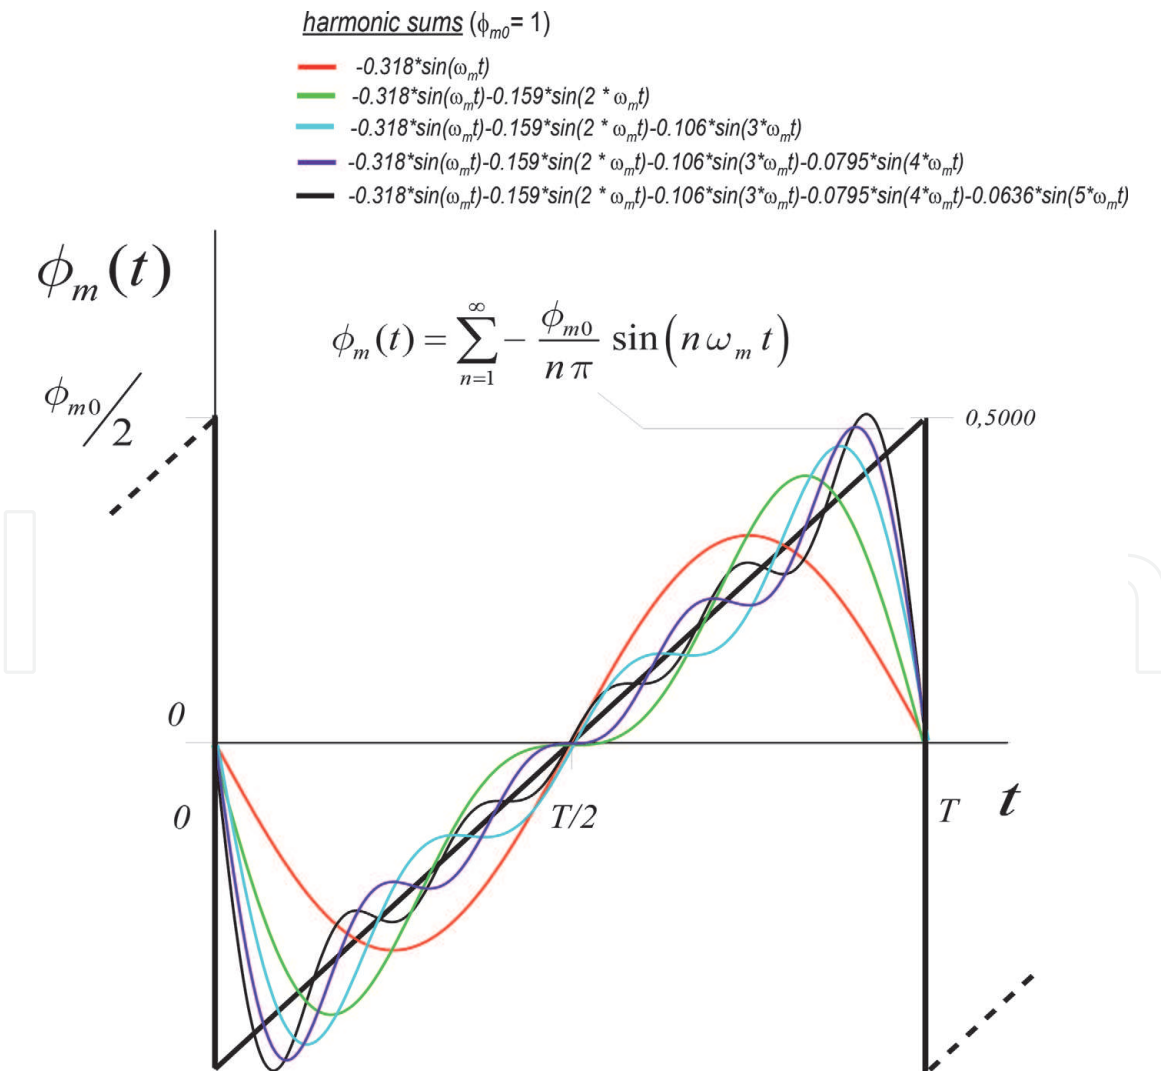 harmonic sums (ϕm0= 1)
-0.318*sin(ωmt)
-0.318*sin(ωmt)-0.159*sin(2 * ωmt)
-0.318*sin(ωmt)-0.159*sin(2 * ωmt)-0.106*sin(3*ωmt)
-0.318*sin(ωmt)-0.159*sin(2 * ωmt)-0.106*sin(3*ωmt)-0.0795*sin(4*ωmt)
-0.318*sin(ωmt)-0.159*sin(2 * ωmt)-0.106*sin(3*ωmt)-0.0795*sin(4*ωmt)-0.0636*sin(5*ωmt)
ϕm(t)
ϕm(t) = ∑n=1∞ − ϕm0/nπ sin(nωm t)
ϕm0/2
0,5000
0
0
T/2
T
t